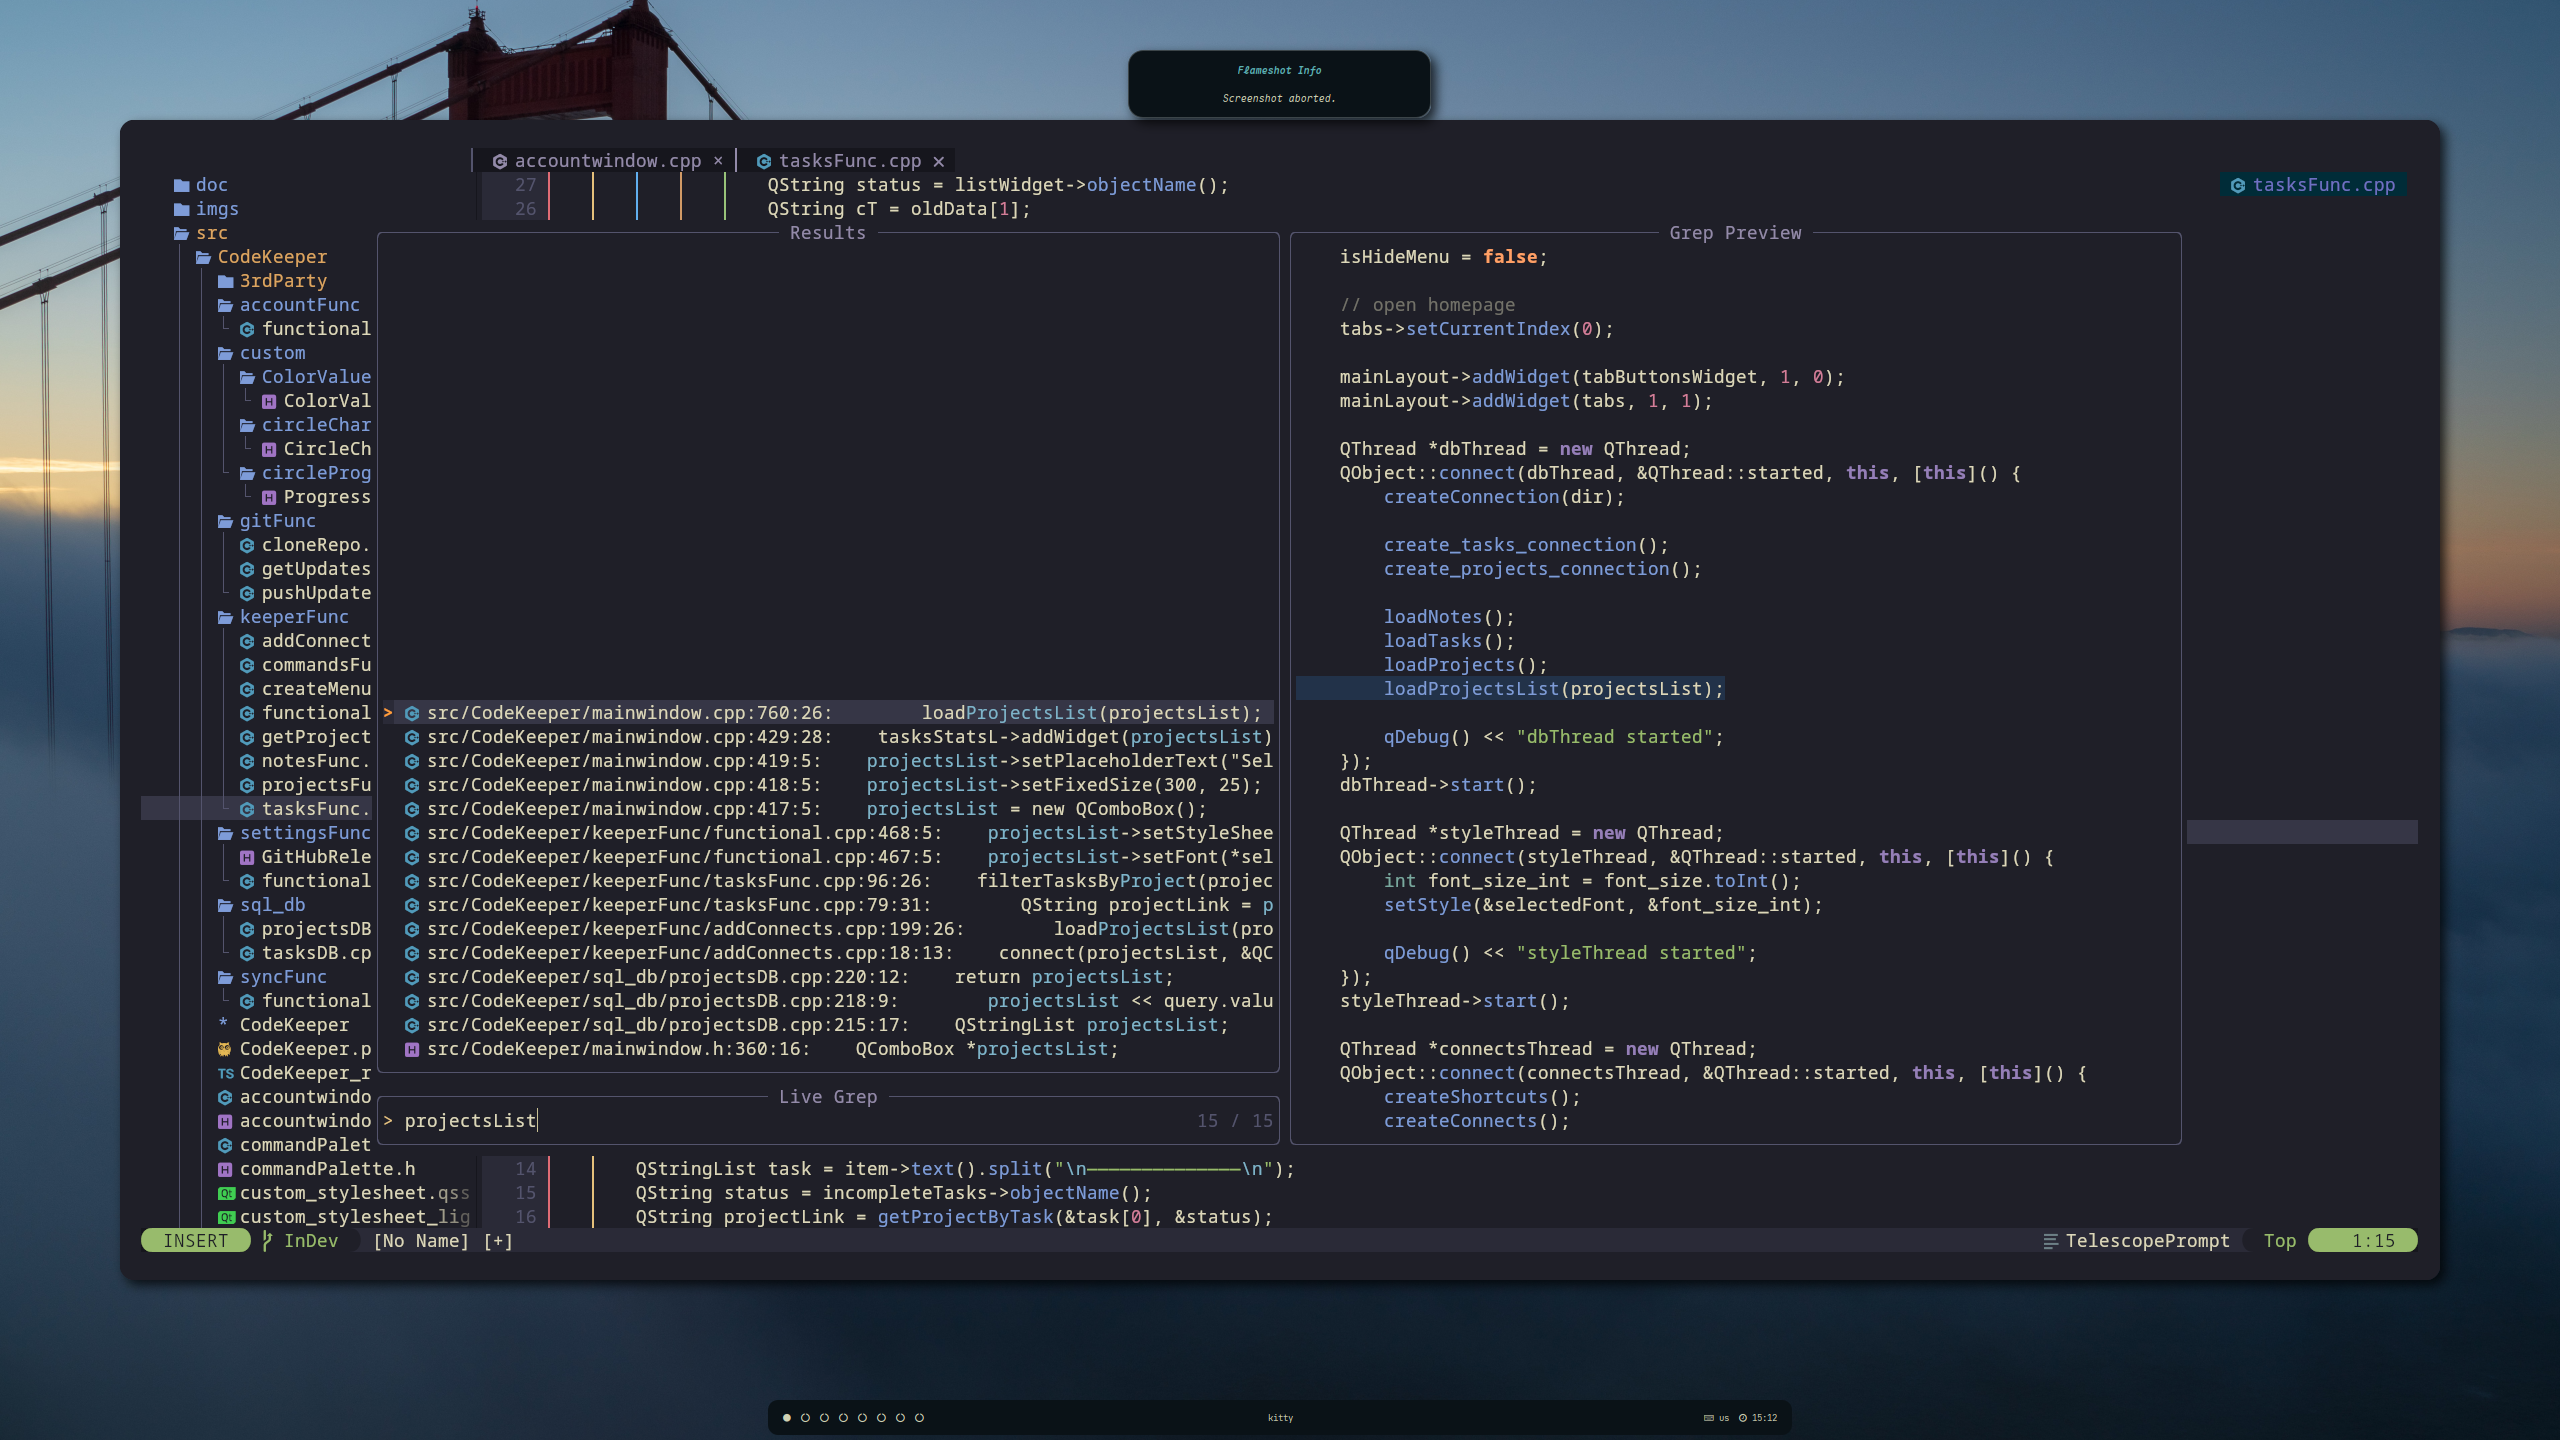 Flameshot Info
Screenshot aborted.
accountwindow.cpp ×
tasksFunc.cpp ×
27 QString status = listWidget->objectName();
26 QString cT = oldData[1];
tasksFunc.cpp
doc
imgs
src
CodeKeeper
3rdParty
accountFunc
functional
custom
ColorValue
ColorVal
circleChar
CircleCh
circleProg
Progress
gitFunc
cloneRepo.
getUpdates
pushUpdate
keeperFunc
addConnect
commandsFu
createMenu
functional
getProject
notesFunc.
projectsFu
tasksFunc.
settingsFunc
GitHubRele
functional
sql_db
projectsDB
tasksDB.cp
syncFunc
functional
* CodeKeeper
CodeKeeper.p
TS CodeKeeper_r
accountwindo
accountwindo
commandPalet
commandPalette.h
custom_stylesheet.qss
custom_stylesheet_lig
Results
> src/CodeKeeper/mainwindow.cpp:760:26: loadProjectsList(projectsList);
src/CodeKeeper/mainwindow.cpp:429:28: tasksStatsL->addWidget(projectsList)
src/CodeKeeper/mainwindow.cpp:419:5: projectsList->setPlaceholderText("Sel
src/CodeKeeper/mainwindow.cpp:418:5: projectsList->setFixedSize(300, 25);
src/CodeKeeper/mainwindow.cpp:417:5: projectsList = new QComboBox();
src/CodeKeeper/keeperFunc/functional.cpp:468:5: projectsList->setStyleShee
src/CodeKeeper/keeperFunc/functional.cpp:467:5: projectsList->setFont(*sel
src/CodeKeeper/keeperFunc/tasksFunc.cpp:96:26: filterTasksByProject(projec
src/CodeKeeper/keeperFunc/tasksFunc.cpp:79:31: QString projectLink = p
src/CodeKeeper/keeperFunc/addConnects.cpp:199:26: loadProjectsList(pro
src/CodeKeeper/keeperFunc/addConnects.cpp:18:13: connect(projectsList, &QC
src/CodeKeeper/sql_db/projectsDB.cpp:220:12: return projectsList;
src/CodeKeeper/sql_db/projectsDB.cpp:218:9: projectsList << query.valu
src/CodeKeeper/sql_db/projectsDB.cpp:215:17: QStringList projectsList;
src/CodeKeeper/mainwindow.h:360:16: QComboBox *projectsList;
Live Grep
> projectsList 15 / 15
Grep Preview
isHideMenu = false;
// open homepage
tabs->setCurrentIndex(0);
mainLayout->addWidget(tabButtonsWidget, 1, 0);
mainLayout->addWidget(tabs, 1, 1);
QThread *dbThread = new QThread;
QObject::connect(dbThread, &QThread::started, this, [this]() {
createConnection(dir);
create_tasks_connection();
create_projects_connection();
loadNotes();
loadTasks();
loadProjects();
loadProjectsList(projectsList);
qDebug() << "dbThread started";
});
dbThread->start();
QThread *styleThread = new QThread;
QObject::connect(styleThread, &QThread::started, this, [this]() {
int font_size_int = font_size.toInt();
setStyle(&selectedFont, &font_size_int);
qDebug() << "styleThread started";
});
styleThread->start();
QThread *connectsThread = new QThread;
QObject::connect(connectsThread, &QThread::started, this, [this]() {
createShortcuts();
createConnects();
14 QStringList task = item->text().split("\n──────────────\n");
15 QString status = incompleteTasks->objectName();
16 QString projectLink = getProjectByTask(&task[0], &status);
INSERT InDev [No Name] [+] TelescopePrompt Top 1:15
kitty
us 15:12